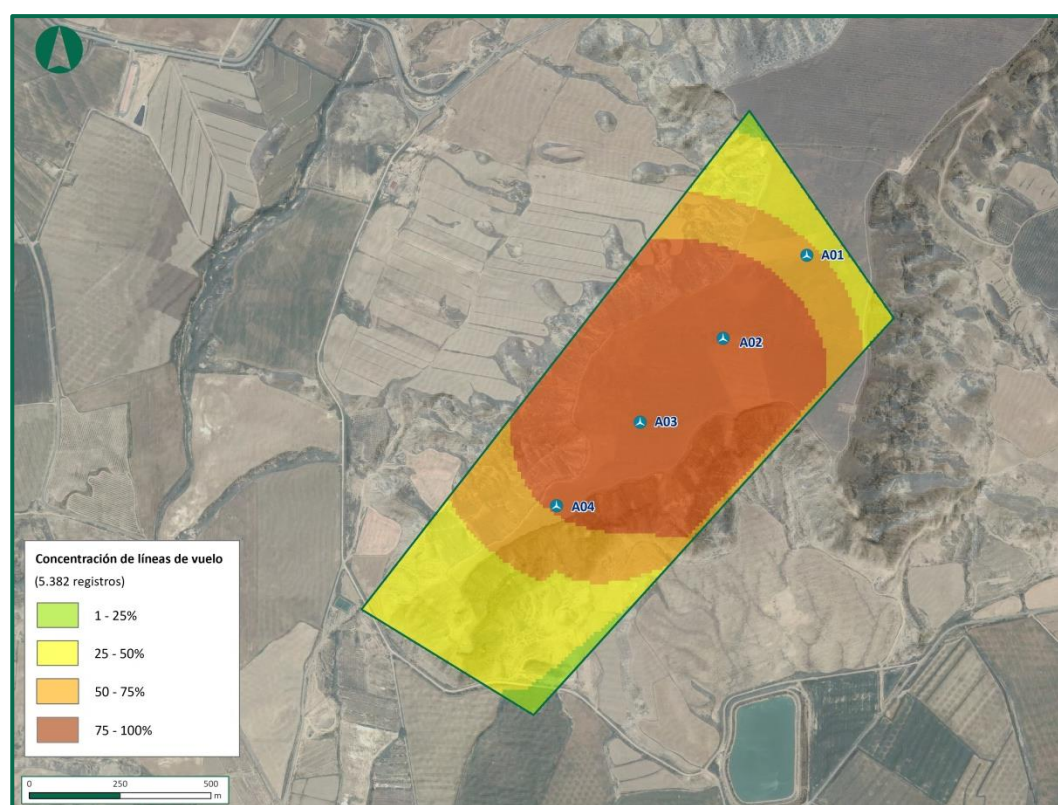 A01
A02
A03
A04
Concentración de líneas de vuelo
(5.382 registros)
1 - 25%
25 - 50%
50 - 75%
75 - 100%
0 250 500
m